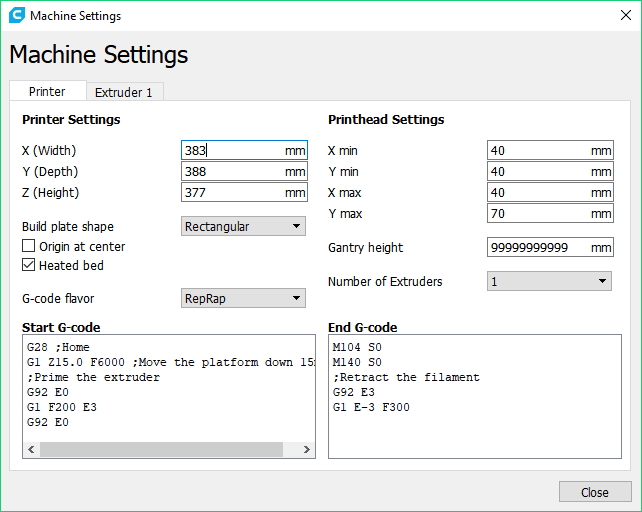 Machine Settings
Machine Settings
Printer
Extruder 1
Printer Settings
X (Width) 383 mm
Y (Depth) 388 mm
Z (Height) 377 mm
Build plate shape Rectangular
Origin at center
Heated bed
G-code flavor RepRap
Printhead Settings
X min 40 mm
Y min 40 mm
X max 40 mm
Y max 70 mm
Gantry height 99999999999 mm
Number of Extruders 1
Start G-code
G28 ;Home
G1 Z15.0 F6000 ;Move the platform down 15
;Prime the extruder
G92 E0
G1 F200 E3
G92 E0
End G-code
M104 S0
M140 S0
;Retract the filament
G92 E3
G1 E-3 F300
Close